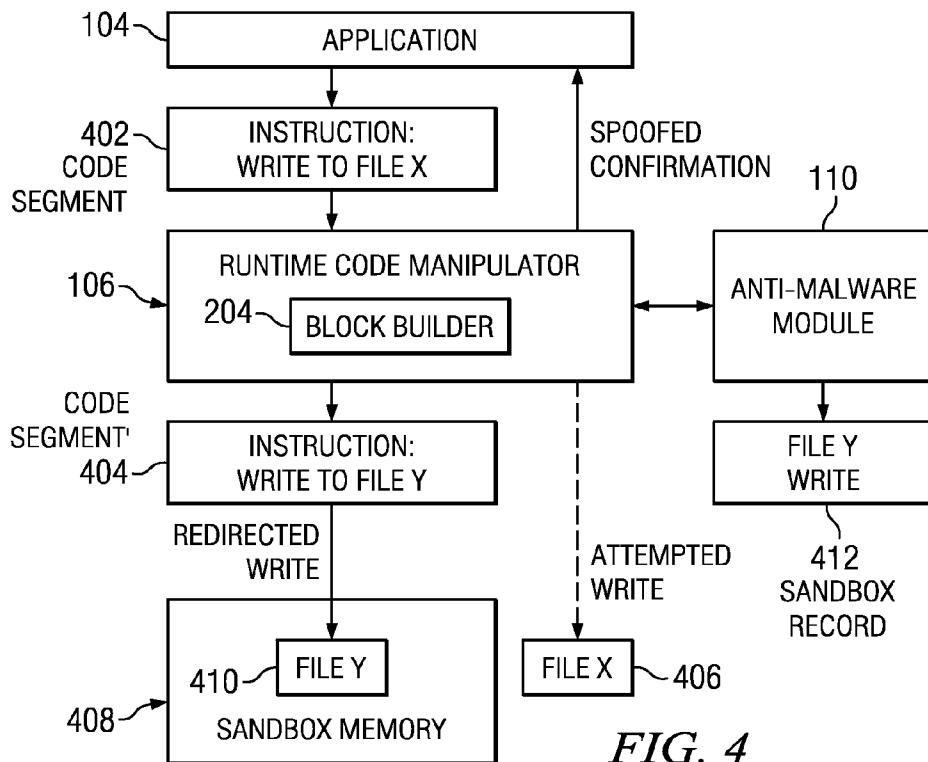 104
APPLICATION
402
CODE
SEGMENT
INSTRUCTION:
WRITE TO FILE X
SPOOFED
CONFIRMATION
110
106
RUNTIME CODE MANIPULATOR
204
BLOCK BUILDER
ANTI-MALWARE
MODULE
CODE
SEGMENT'
404
INSTRUCTION:
WRITE TO FILE Y
FILE Y
WRITE
REDIRECTED
WRITE
ATTEMPTED
WRITE
412
SANDBOX
RECORD
410
FILE Y
FILE X
406
408
SANDBOX MEMORY
FIG. 4